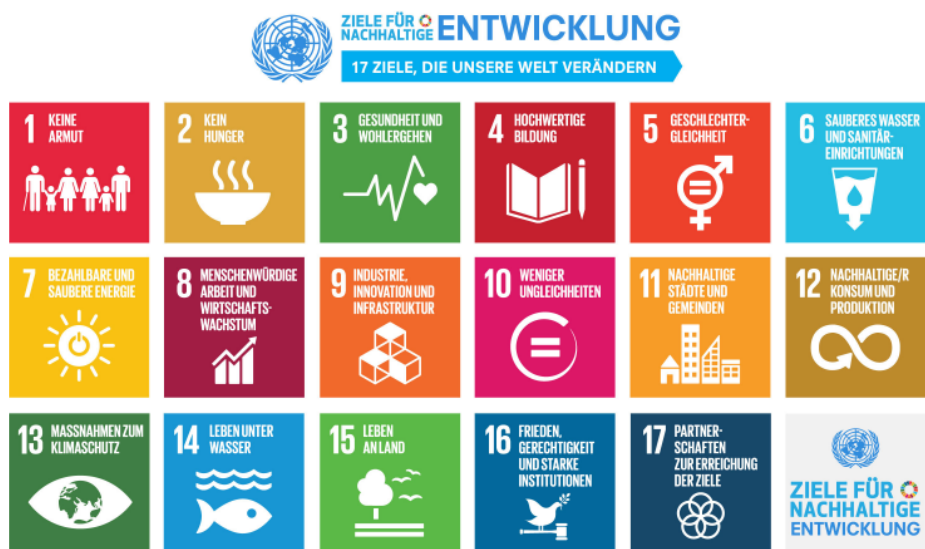 ZIELE FÜR
NACHHALTIGE
ENTWICKLUNG
17 ZIELE, DIE UNSERE WELT VERÄNDERN
1 KEINE
ARMUT
2 KEIN
HUNGER
3 GESUNDHEIT UND
WOHLERGEHEN
4 HOCHWERTIGE
BILDUNG
5 GESCHLECHTER-
GLEICHHEIT
6 SAUBERES WASSER
UND SANITÄR-
EINRICHTUNGEN
7 BEZAHLBARE UND
SAUBERE ENERGIE
8 MENSCHENWÜRDIGE
ARBEIT UND
WIRTSCHAFTS-
WACHSTUM
9 INDUSTRIE,
INNOVATION UND
INFRASTRUKTUR
10 WENIGER
UNGLEICHHEITEN
11 NACHHALTIGE
STÄDTE UND
GEMEINDEN
12 NACHHALTIGE/R
KONSUM UND
PRODUKTION
13 MASSNAHMEN ZUM
KLIMASCHUTZ
14 LEBEN UNTER
WASSER
15 LEBEN
AN LAND
16 FRIEDEN,
GERECHTIGKEIT
UND STARKE
INSTITUTIONEN
17 PARTNER-
SCHAFTEN
ZUR ERREICHUNG
DER ZIELE
ZIELE FÜR
NACHHALTIGE
ENTWICKLUNG